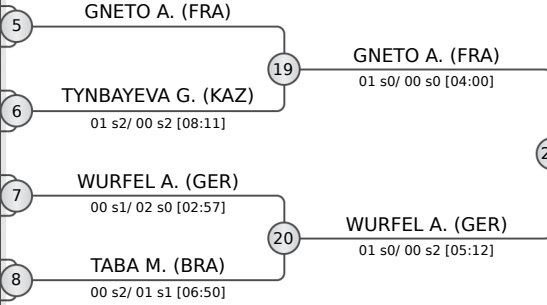 5
GNETO A. (FRA)
19
GNETO A. (FRA)
01 s0/ 00 s0 [04:00]
6
TYNBAYEVA G. (KAZ)
01 s2/ 00 s2 [08:11]
7
WURFEL A. (GER)
00 s1/ 02 s0 [02:57]
20
WURFEL A. (GER)
01 s0/ 00 s2 [05:12]
8
TABA M. (BRA)
00 s2/ 01 s1 [06:50]